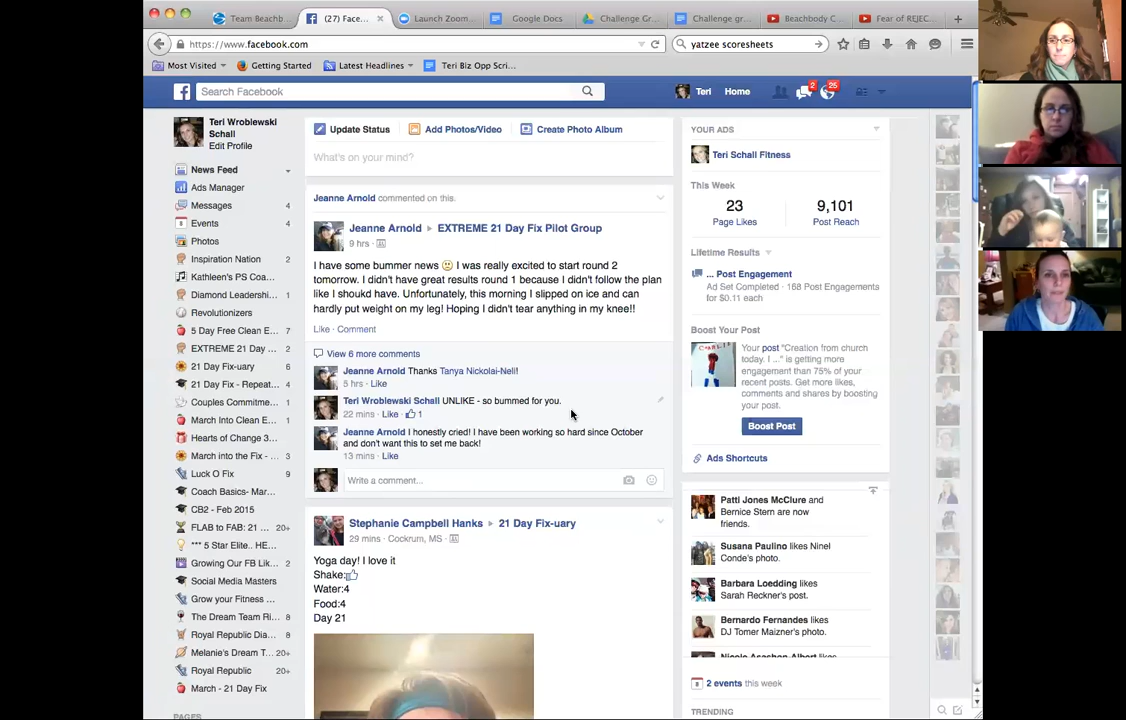 Team Beachb...
(27) Face...
Launch Zoom...
Google Docs
Challenge Gr...
Challenge gr...
Beachbody C...
Fear of REJEC...
https://www.facebook.com
yatzee scoresheets
Most Visited
Getting Started
Latest Headlines
Teri Biz Opp Scri...
Search Facebook
Teri
Home
2
25
Teri Wroblewski
Schall
Edit Profile
News Feed
Ads Manager
Messages 4
Events 4
Photos
Inspiration Nation 2
Kathleen's PS Coa...
Diamond Leadershi... 1
Revolutionizers
5 Day Free Clean E... 7
EXTREME 21 Day ... 2
21 Day Fix-uary 6
21 Day Fix - Repeat... 4
Couples Commitme... 2
March Into Clean E... 1
Hearts of Change 3...
March into the Fix - ... 3
Luck O Fix 9
Coach Basics- Mar...
CB2 - Feb 2015
FLAB to FAB: 21 ... 20+
*** 5 Star Elite.. HE...
Growing Our FB Lik... 2
Social Media Masters
Grow your Fitness ...
The Dream Team Ri... 8
Royal Republic Dia... 8
Melanie's Dream T... 20+
Royal Republic 20+
March - 21 Day Fix
PAGES
Update Status
Add Photos/Video
Create Photo Album
What's on your mind?
Jeanne Arnold commented on this.
Jeanne Arnold EXTREME 21 Day Fix Pilot Group
9 hrs
I have some bummer news I was really excited to start round 2
tomorrow. I didn't have great results round 1 because I didn't follow the plan
like I shoukd have. Unfortunately, this morning I slipped on ice and can
hardly put weight on my leg! Hoping I didn't tear anything in my knee!!
Like · Comment
View 6 more comments
Jeanne Arnold Thanks Tanya Nickolai-Neli!
5 hrs · Like
Teri Wroblewski Schall UNLIKE - so bummed for you.
22 mins · Like · 1
Jeanne Arnold I honestly cried! I have been working so hard since October
and don't want this to set me back!
13 mins · Like
Write a comment...
Stephanie Campbell Hanks 21 Day Fix-uary
29 mins · Cockrum, MS
Yoga day! I love it
Shake:
Water:4
Food:4
Day 21
YOUR ADS
Teri Schall Fitness
This Week
23 9,101
Page Likes Post Reach
Lifetime Results
... Post Engagement
Ad Set Completed · 168 Post Engagements
for $0.11 each
Boost Your Post
Your post "Creation from church
today. I ..." is getting more
engagement than 75% of your
recent posts. Get more likes,
comments and shares by boosting
your post.
Boost Post
Ads Shortcuts
Patti Jones McClure and
Bernice Stern are now
friends.
Susana Paulino likes Ninel
Conde's photo.
Barbara Loedding likes
Sarah Reckner's post.
Bernardo Fernandes likes
DJ Tomer Maizner's photo.
2 events this week
TRENDING